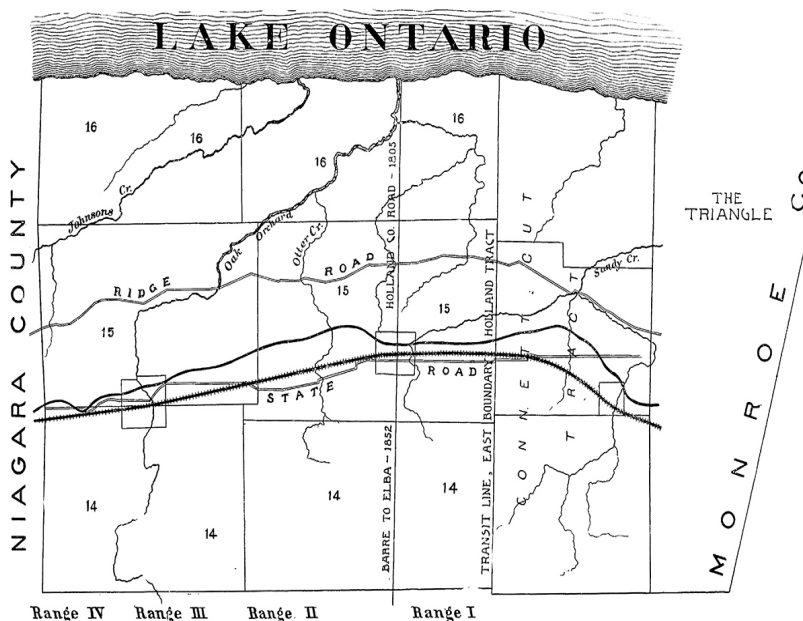 LAKE ONTARIO
16
16
16
16
NIAGARA COUNTY
Johnsons Cr.
Oak Orchard
Otter Cr.
HOLLAND CO. ROAD - 1805
THE
TRIANGLE
MONROE CO
CONNETTICUT
TRACT
Sandy Cr.
RIDGE ROAD
15
15
15
STATE ROAD
TRANSIT LINE, EAST BOUNDARY HOLLAND TRACT
BARRE TO ELBA - 1852
14
14
14
14
Range IV
Range III
Range. II
Range I